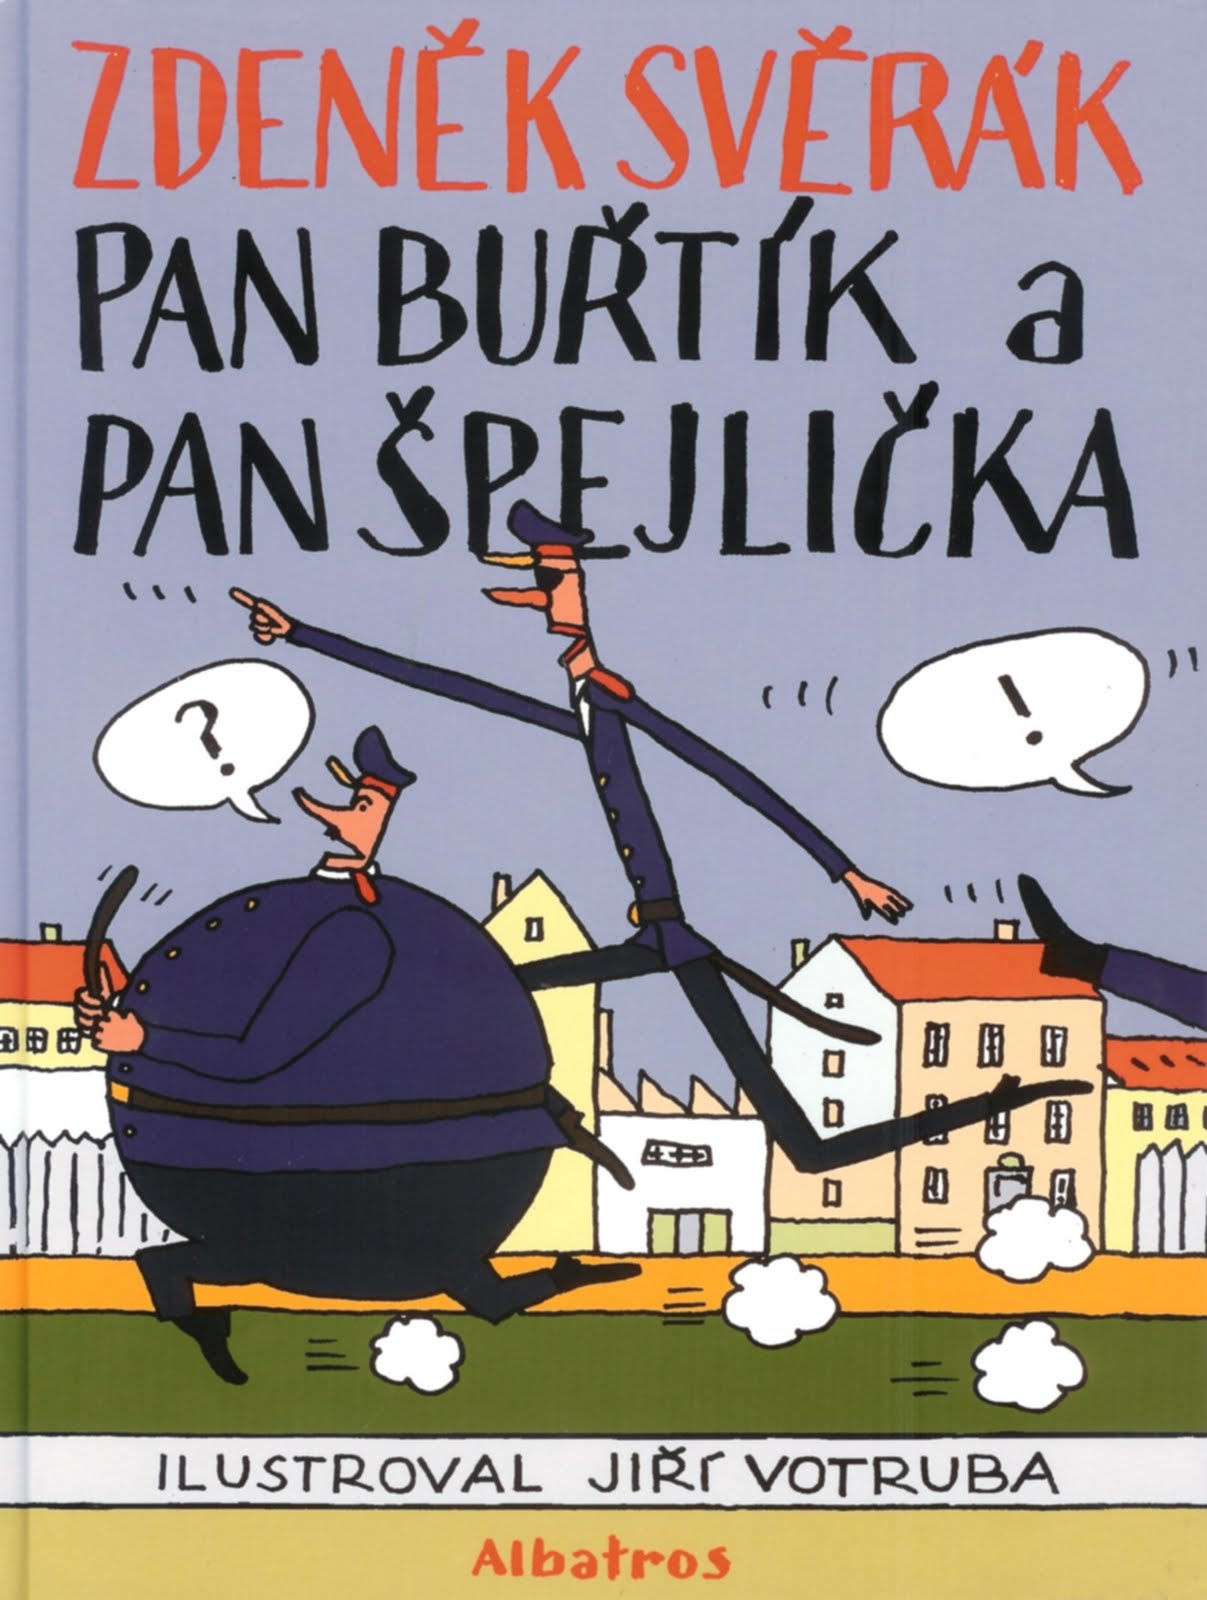 ZDENĚK SVĚRÁK
PAN BUŘTÍK a
PAN ŠPEJLIČKA
?
!
ILUSTROVAL JIŘÍ VOTRUBA
Albatros